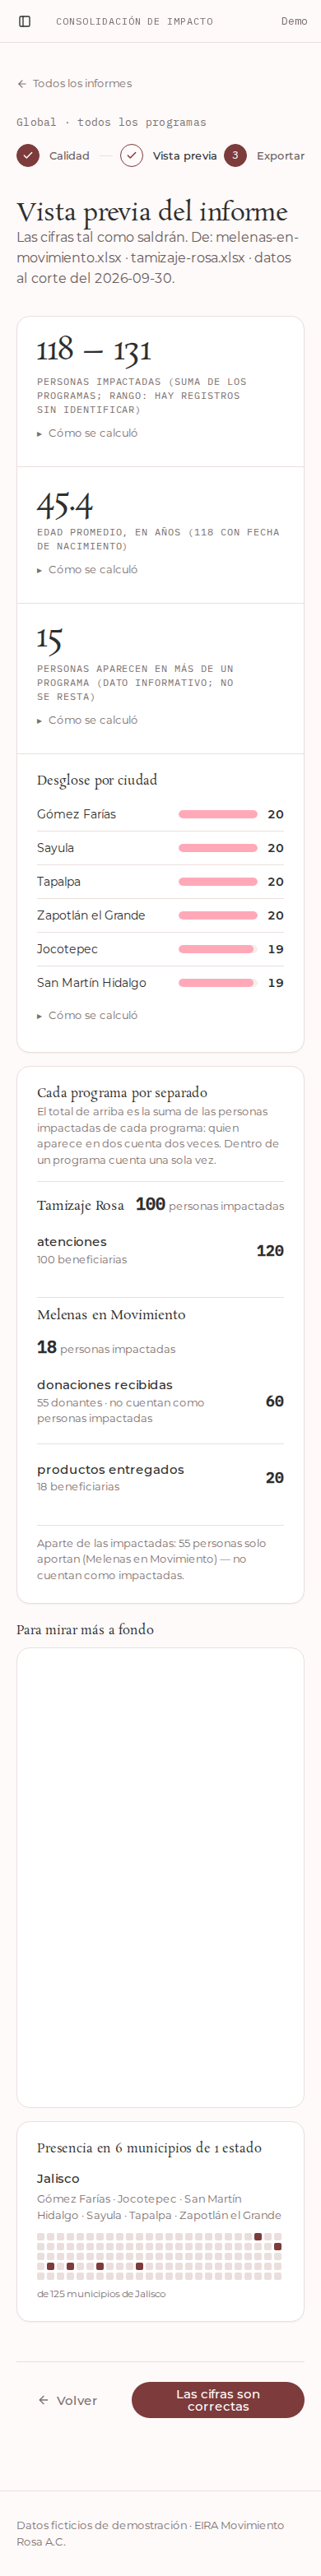 CONSOLIDACIÓN DE IMPACTO
Demo
← Todos los informes
Global · todos los programas
Calidad
Vista previa
3
Exportar
Vista previa del informe
Las cifras tal como saldrán. De: melenas-en-
movimiento.xlsx · tamizaje-rosa.xlsx · datos
al corte del 2026-09-30.
118 – 131
PERSONAS IMPACTADAS (SUMA DE LOS
PROGRAMAS; RANGO: HAY REGISTROS
SIN IDENTIFICAR)
▸ Cómo se calculó
45.4
EDAD PROMEDIO, EN AÑOS (118 CON FECHA
DE NACIMIENTO)
▸ Cómo se calculó
15
PERSONAS APARECEN EN MÁS DE UN
PROGRAMA (DATO INFORMATIVO; NO
SE RESTA)
▸ Cómo se calculó
Desglose por ciudad
Gómez Farías 20
Sayula 20
Tapalpa 20
Zapotlán el Grande 20
Jocotepec 19
San Martín Hidalgo 19
▸ Cómo se calculó
Cada programa por separado
El total de arriba es la suma de las personas
impactadas de cada programa: quien
aparece en dos cuenta dos veces. Dentro de
un programa cuenta una sola vez.
Tamizaje Rosa 100 personas impactadas
atenciones
100 beneficiarias
120
Melenas en Movimiento
18 personas impactadas
donaciones recibidas
55 donantes · no cuentan como
personas impactadas
60
productos entregados
18 beneficiarias
20
Aparte de las impactadas: 55 personas solo
aportan (Melenas en Movimiento) — no
cuentan como impactadas.
Para mirar más a fondo
Presencia en 6 municipios de 1 estado
Jalisco
Gómez Farías · Jocotepec · San Martín
Hidalgo · Sayula · Tapalpa · Zapotlán el Grande
de 125 municipios de Jalisco
← Volver
Las cifras son
correctas
Datos ficticios de demostración · EIRA Movimiento
Rosa A.C.